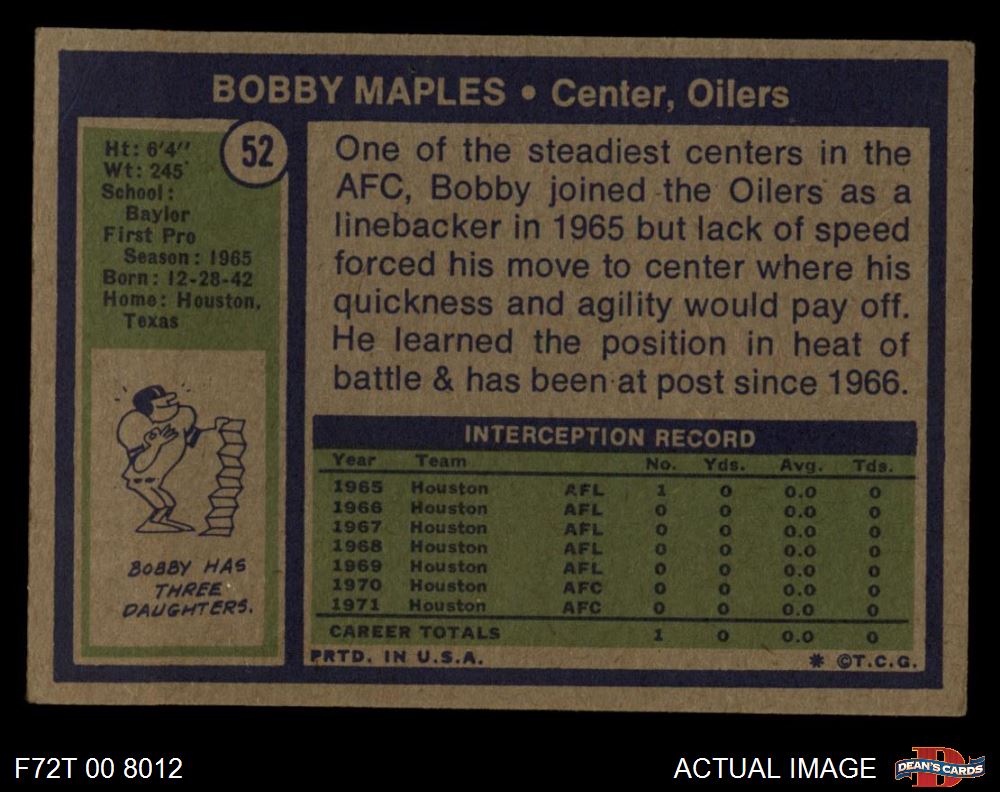 BOBBY MAPLES • Center, Oilers
52
Ht: 6'4"
Wt: 245
School:
Baylor
First Pro
Season: 1965
Born: 12-28-42
Home: Houston,
Texas
BOBBY HAS
THREE
DAUGHTERS.
One of the steadiest centers in the
AFC, Bobby joined the Oilers as a
linebacker in 1965 but lack of speed
forced his move to center where his
quickness and agility would pay off.
He learned the position in heat of
battle & has been at post since 1966.
INTERCEPTION RECORD
Year Team No. Yds. Avg. Tds.
1965 Houston AFL 1 0 0.0 0
1966 Houston AFL 0 0 0.0 0
1967 Houston AFL 0 0 0.0 0
1968 Houston AFL 0 0 0.0 0
1969 Houston AFL 0 0 0.0 0
1970 Houston AFC 0 0 0.0 0
1971 Houston AFC 0 0 0.0 0
CAREER TOTALS 1 0 0.0 0
PRTD. IN U.S.A. * ©T.C.G.
F72T 00 8012 ACTUAL IMAGE DEAN'S CARDS